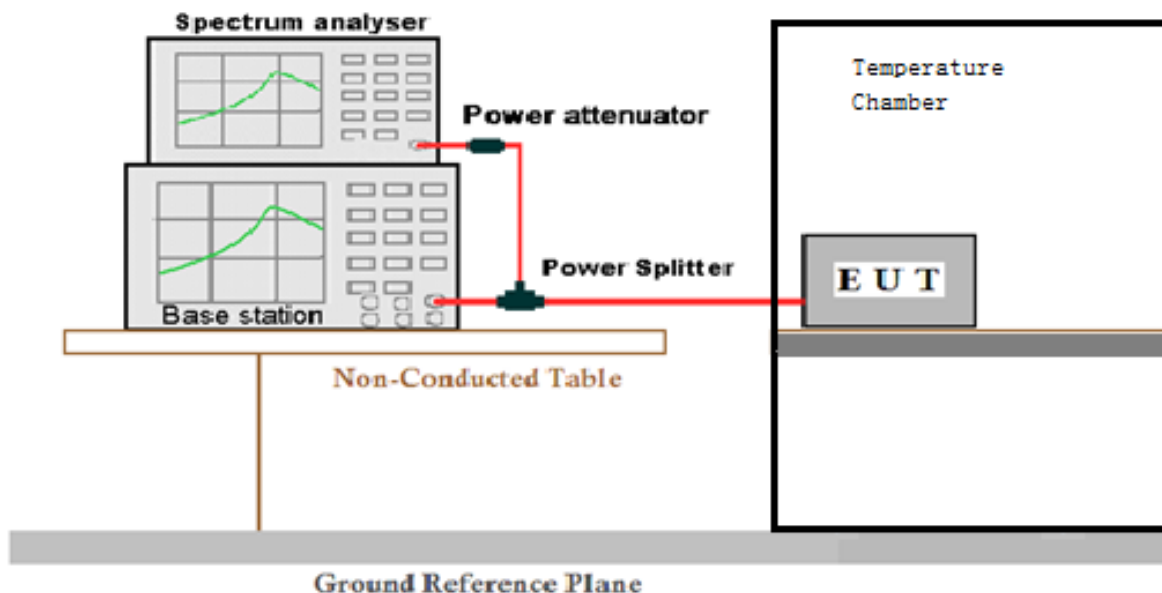 Spectrum analyser
Temperature
Chamber
Power attenuator
Power Splitter
E U T
Base station
Non-Conducted Table
Ground Reference Plane